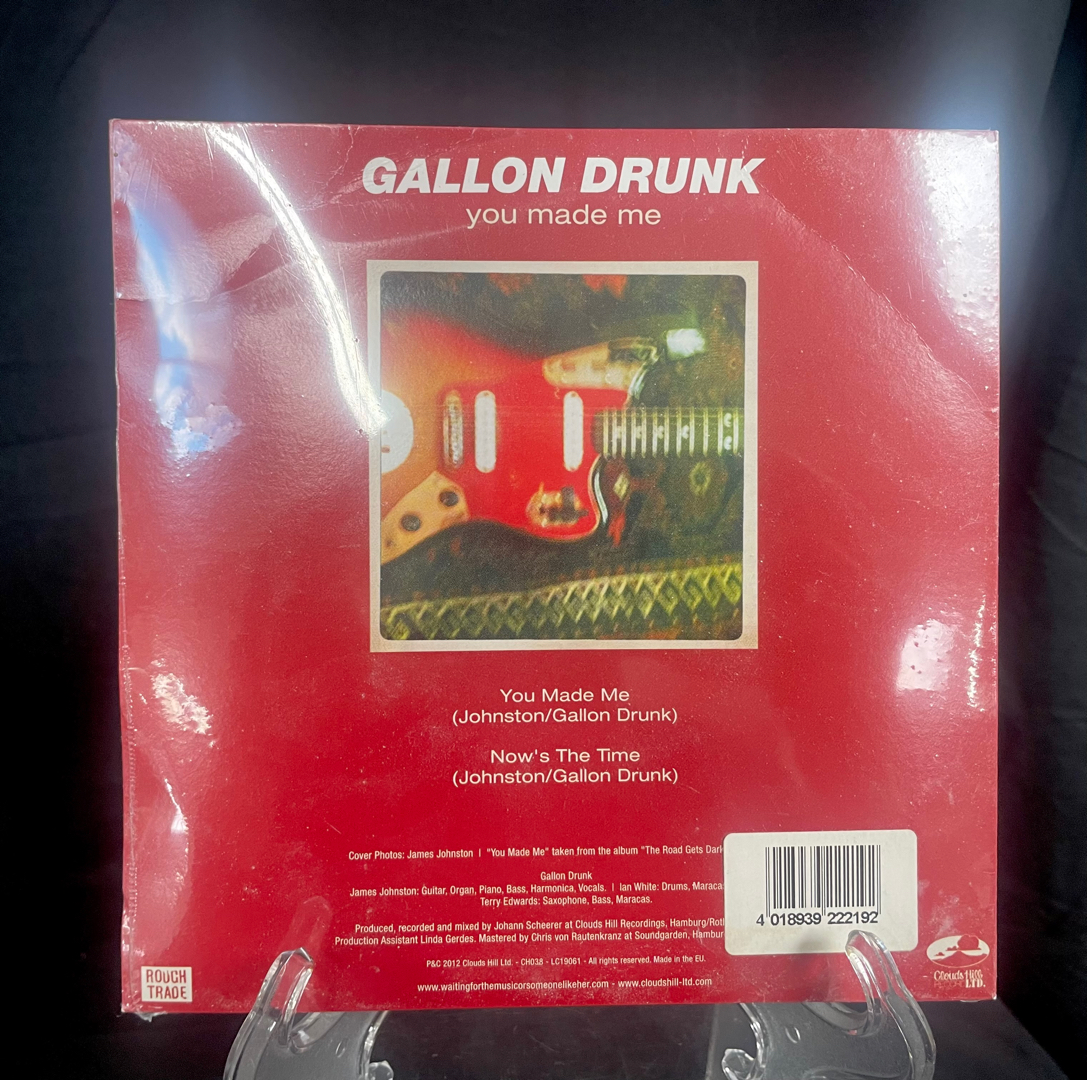 GALLON DRUNK
you made me
You Made Me
(Johnston/Gallon Drunk)
Now's The Time
(Johnston/Gallon Drunk)
Cover Photos: James Johnston | "You Made Me" taken from the album "The Road Gets
Gallon Drunk
James Johnston: Guitar, Organ, Piano, Bass, Harmonica, Vocals. | Ian White: Drums,
Terry Edwards: Saxophone, Bass, Maracas.
Produced, recorded and mixed by Johann Scheerer at Clouds Hill Recordings,
Production Assistant Linda Gerdes. Mastered by Chris von Rautenkranz at Soundgarden,
P&C 2012 Clouds Hill Ltd. - CH038 - LC19061 - All rights reserved. Made in the EU.
www.waitingforthemusicorsomeonelikeher.com - www.cloudshill-ltd.com
4 018939 222192
ROUGH
TRADE
Clouds Hill
LTD.